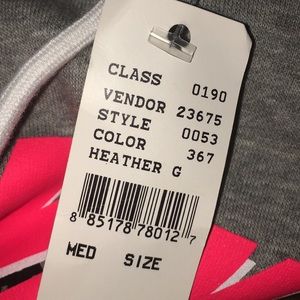 CLASS 0190
VENDOR 23675
STYLE 0053
COLOR 367
HEATHER G
8 85178 78012 7
MED SIZE